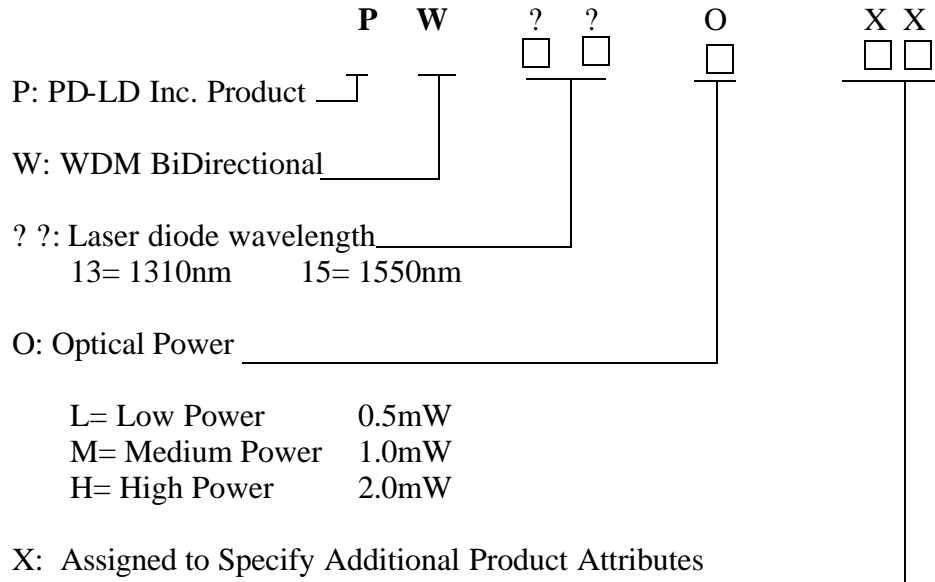 P W ? ? O X X
P: PD-LD Inc. Product
W: WDM BiDirectional
? ?: Laser diode wavelength
13= 1310nm 15= 1550nm
O: Optical Power
L= Low Power 0.5mW
M= Medium Power 1.0mW
H= High Power 2.0mW
X: Assigned to Specify Additional Product Attributes